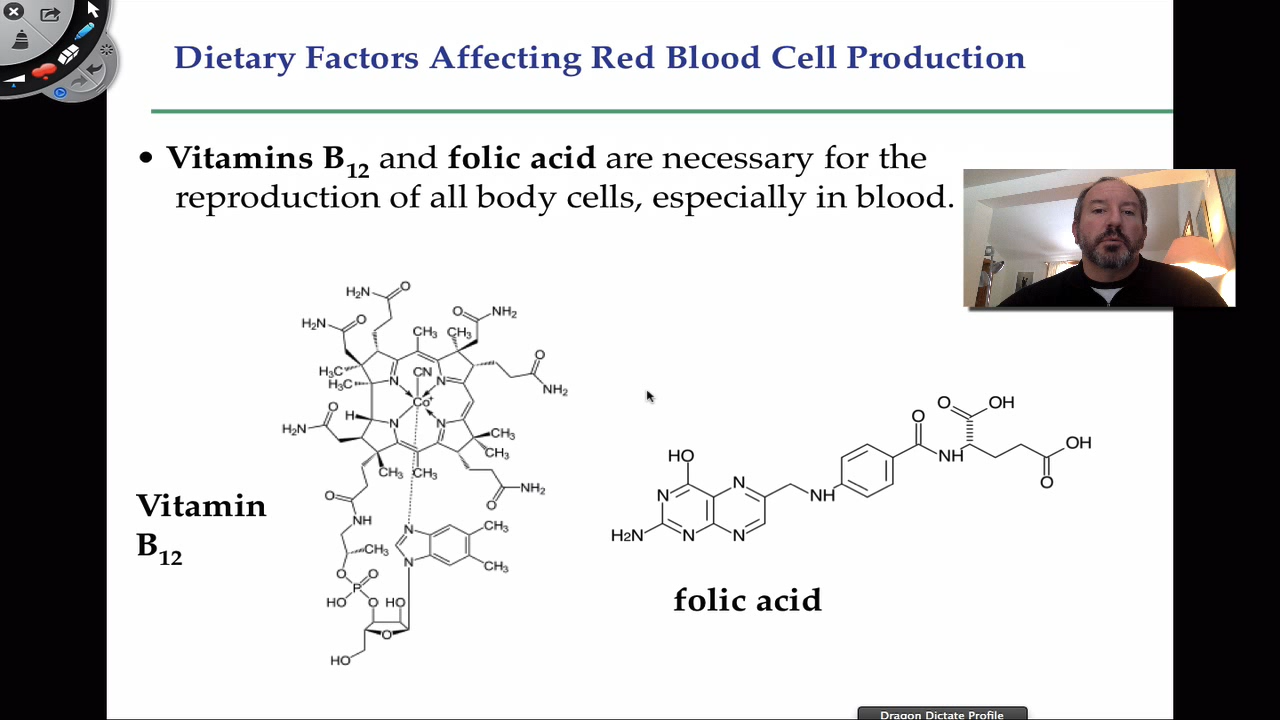 Dietary Factors Affecting Red Blood Cell Production
• Vitamins B12 and folic acid are necessary for the
reproduction of all body cells, especially in blood.
H₂N
O
H₂N
O
O
NH₂
CH₃
CH₃
O
NH₂
H₃C
H₃C
CN
N
N
Co⁺
H
N
N
O
H₂N
CH₃
CH₃
CH₃
CH₃
O
NH
NH₂
O
N
CH₃
CH₃
N
CH₃
O
O
P
HO
O
HO
O
HO
Vitamin
B12
O
OH
O
OH
NH
O
HO
N
N
NH
H₂N
N
N
folic acid
Dragon Dictate Profile